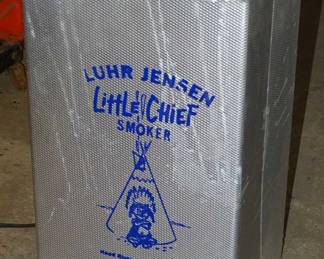 LUHR JENSEN
LittLE CHiEF
SMOKER